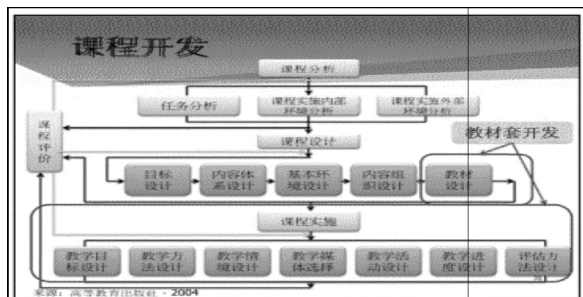 课程开发
课程分析
任务分析
课程实施内部
环境分析
课程实施外部
环境分析
课
程
评
价
课程设计
教材套开发
目标
设计
内容体
系设计
基本环
境设计
内容组
织设计
教材
设计
课程实施
教学目
标设计
教学方
法设计
教学情
境设计
教学媒
体选择
教学活
动设计
教学进
度设计
评估方
法设计
来源：高等教育出版社，2004